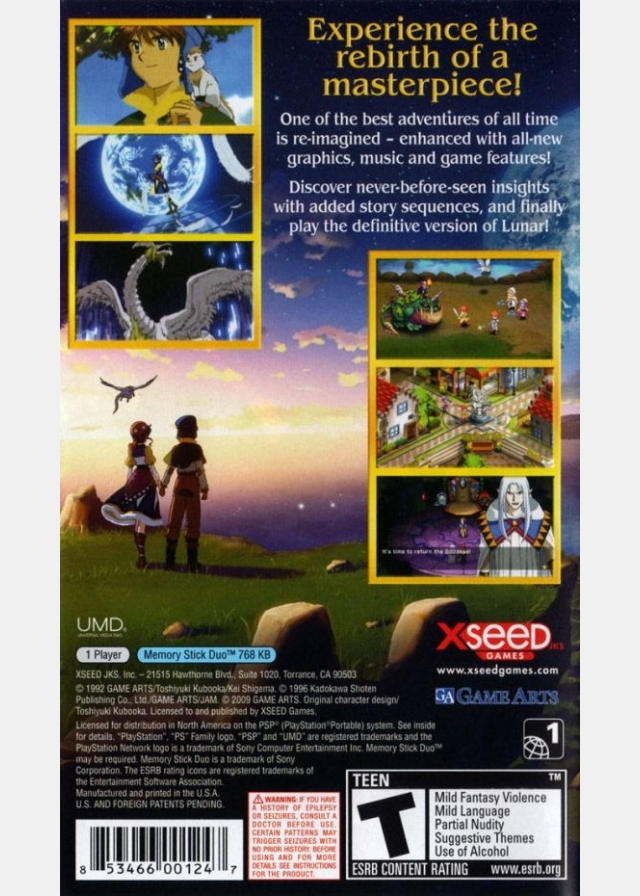 Experience the
rebirth of a
masterpiece!
One of the best adventures of all time
is re-imagined – enhanced with all-new
graphics, music and game features!
Discover never-before-seen insights
with added story sequences, and finally
play the definitive version of Lunar!
It's time to return the Goddess!
UMD
UNIVERSAL MEDIA DISC
1 Player
Memory Stick Duo™ 768 KB
XSEED JKS
GAMES
www.xseedgames.com
XSEED JKS, Inc. – 21515 Hawthorne Blvd., Suite 1020, Torrance, CA 90503
© 1992 GAME ARTS/Toshiyuki Kubooka/Kei Shigema. © 1996 Kadokawa Shoten
Publishing Co., Ltd./GAME ARTS/JAM. © 2009 GAME ARTS. Original character design/
Toshiyuki Kubooka. Licensed to and published by XSEED Games.
GA GAME ARTS
Licensed for distribution in North America on the PSP® (PlayStation®Portable) system. See inside
for details. "PlayStation", "PS" Family logo, "PSP" and "UMD" are registered trademarks and the
PlayStation Network logo is a trademark of Sony Computer Entertainment Inc. Memory Stick Duo™
may be required. Memory Stick Duo is a trademark of Sony
Corporation. The ESRB rating icons are registered trademarks of
the Entertainment Software Association.
Manufactured and printed in the U.S.A.
U.S. AND FOREIGN PATENTS PENDING.
1
WARNING: IF YOU HAVE
A HISTORY OF EPILEPSY
OR SEIZURES, CONSULT A
DOCTOR BEFORE USE.
CERTAIN PATTERNS MAY
TRIGGER SEIZURES WITH
NO PRIOR HISTORY. BEFORE
USING AND FOR MORE
DETAILS SEE INSTRUCTIONS
FOR THE PRODUCT.
TEEN ™
T
Mild Fantasy Violence
Mild Language
Partial Nudity
Suggestive Themes
Use of Alcohol
ESRB CONTENT RATING www.esrb.org
8 53466 00124 7